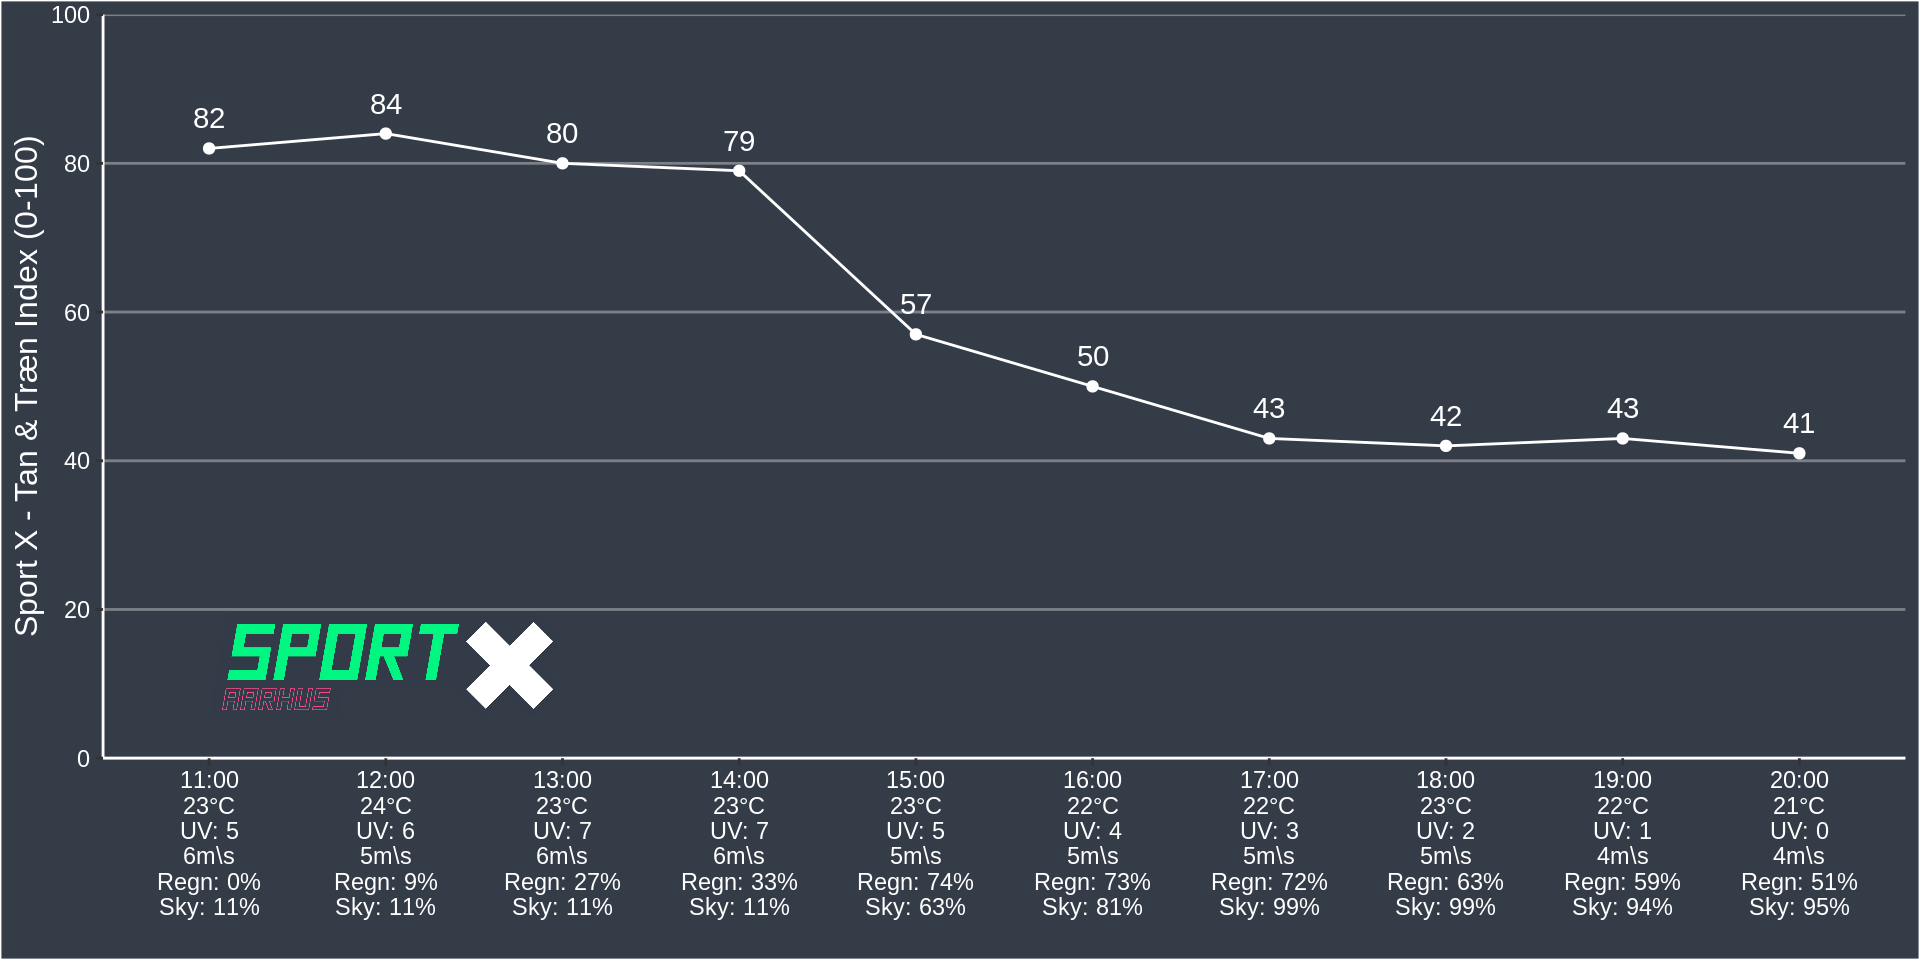 Sport X - Tan & Træn Index (0-100)
100
80
60
40
20
0
82
84
80
79
57
50
43
42
43
41
SPORT X
AARHUS
11:00 12:00 13:00 14:00 15:00 16:00 17:00 18:00 19:00 20:00
23°C 24°C 23°C 23°C 23°C 22°C 22°C 23°C 22°C 21°C
UV: 5 UV: 6 UV: 7 UV: 7 UV: 5 UV: 4 UV: 3 UV: 2 UV: 1 UV: 0
6m\s 5m\s 6m\s 6m\s 5m\s 5m\s 5m\s 5m\s 4m\s 4m\s
Regn: 0% Regn: 9% Regn: 27% Regn: 33% Regn: 74% Regn: 73% Regn: 72% Regn: 63% Regn: 59% Regn: 51%
Sky: 11% Sky: 11% Sky: 11% Sky: 11% Sky: 63% Sky: 81% Sky: 99% Sky: 99% Sky: 94% Sky: 95%